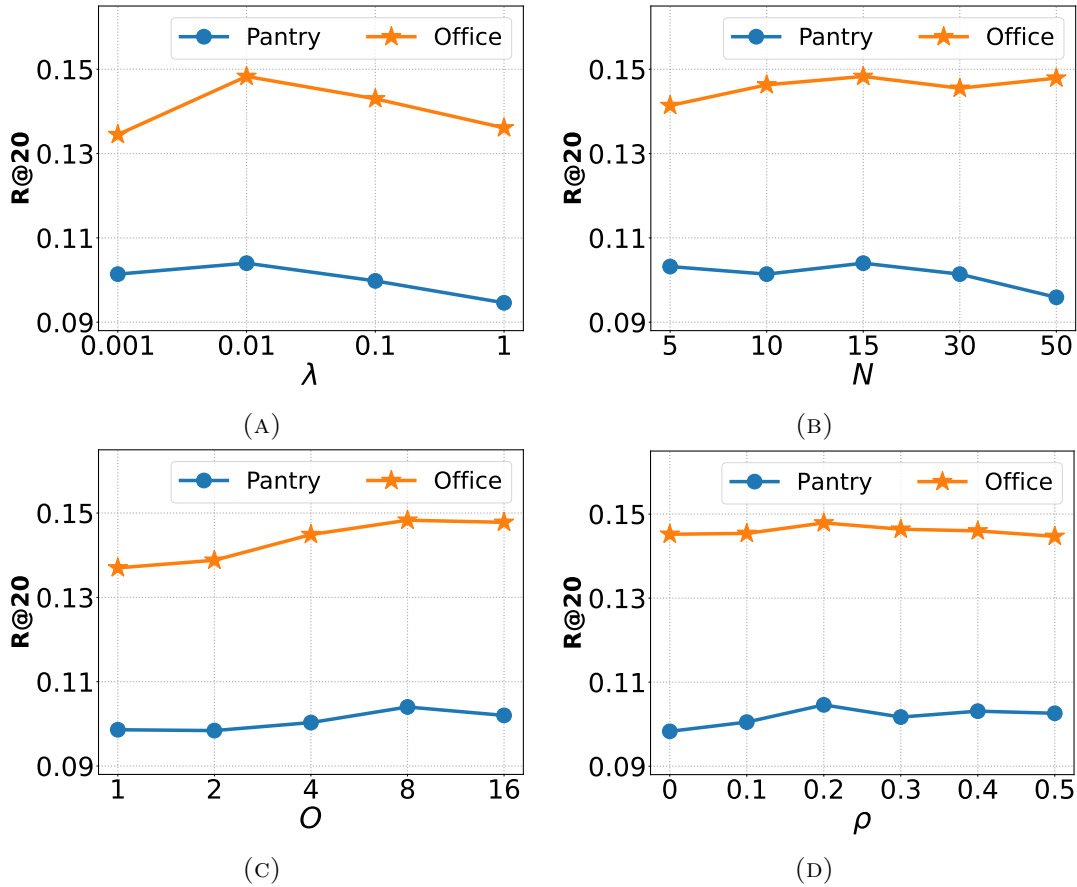 Pantry Office
R@20
0.15
0.13
0.11
0.09
0.001 0.01 0.1 1
λ
(A)
Pantry Office
R@20
0.15
0.13
0.11
0.09
5 10 15 30 50
N
(B)
Pantry Office
R@20
0.15
0.13
0.11
0.09
1 2 4 8 16
O
(C)
Pantry Office
R@20
0.15
0.13
0.11
0.09
0 0.1 0.2 0.3 0.4 0.5
ρ
(D)